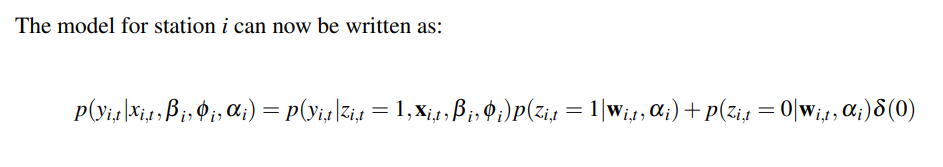 The model for station i can now be written as:
p(y_{i,t}|x_{i,t}, β_i, ϕ_i, α_i) = p(y_{i,t}|z_{i,t} = 1, x_{i,t}, β_i, ϕ_i)p(z_{i,t} = 1|w_{i,t}, α_i) + p(z_{i,t} = 0|w_{i,t}, α_i)δ(0)